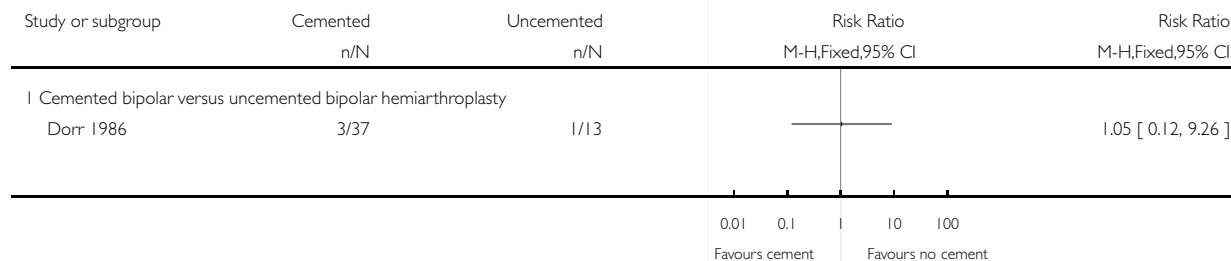 Study or subgroup Cemented Uncemented Risk Ratio Risk Ratio
n/N n/N M-H,Fixed,95% CI M-H,Fixed,95% CI
1 Cemented bipolar versus uncemented bipolar hemiarthroplasty
Dorr 1986 3/37 1/13 1.05 [ 0.12, 9.26 ]
0.01 0.1 1 10 100
Favours cement Favours no cement